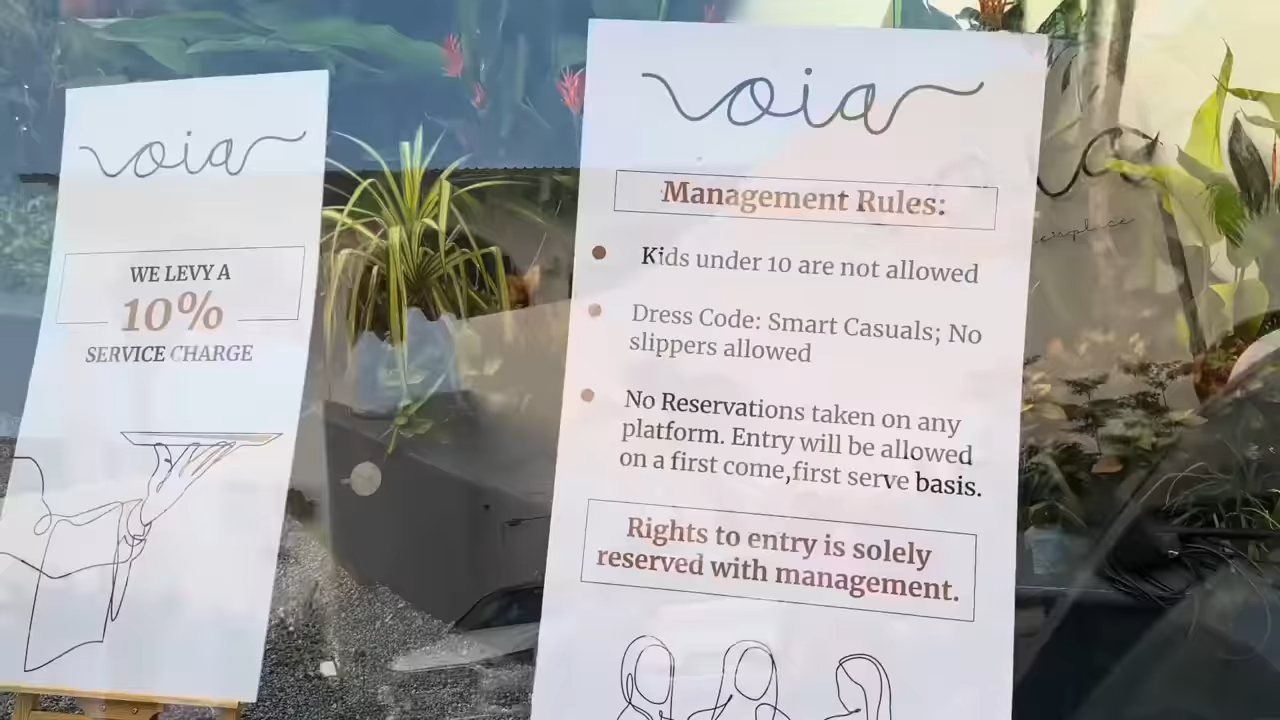 voia
WE LEVY A
10%
SERVICE CHARGE
voia
Management Rules:
Kids under 10 are not allowed
Dress Code: Smart Casuals; No
slippers allowed
No Reservations taken on any
platform. Entry will be allowed
on a first come,first serve basis.
Rights to entry is solely
reserved with management.